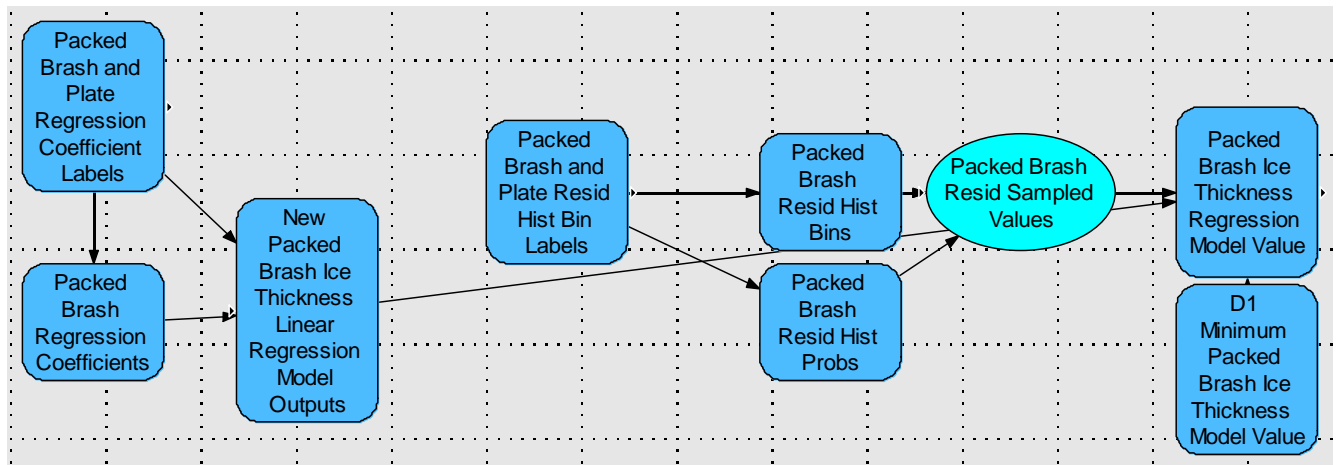 Packed
Brash and
Plate
Regression
Coefficient
Labels
Packed
Brash
Regression
Coefficients
New
Packed
Brash Ice
Thickness
Linear
Regression
Model
Outputs
Packed
Brash and
Plate Resid
Hist Bin
Labels
Packed
Brash
Resid Hist
Bins
Packed
Brash
Resid Hist
Probs
Packed Brash
Resid Sampled
Values
Packed
Brash Ice
Thickness
Regression
Model Value
D1
Minimum
Packed
Brash Ice
Thickness
Model Value